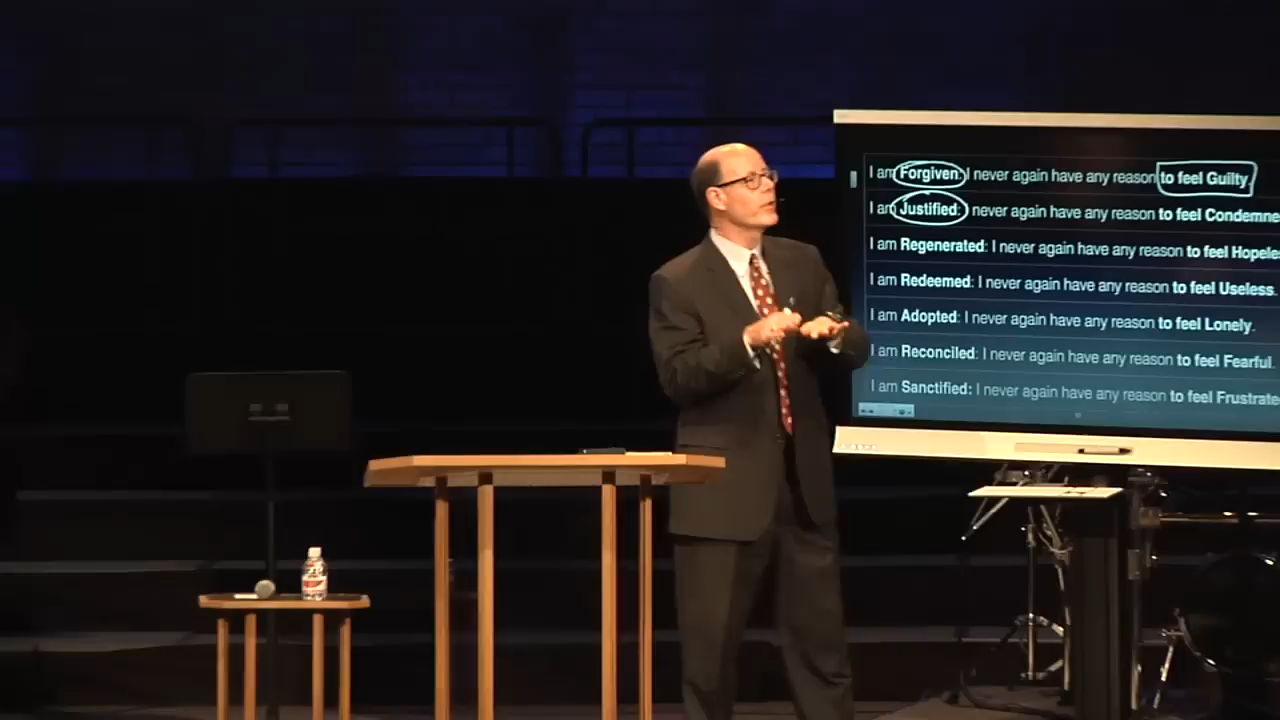 I am Forgiven: I never again have any reason to feel Guilty.
I am Justified: I never again have any reason to feel Condemne
I am Regenerated: I never again have any reason to feel Hopeles
I am Redeemed: I never again have any reason to feel Useless.
I am Adopted: I never again have any reason to feel Lonely.
I am Reconciled: I never again have any reason to feel Fearful.
I am Sanctified: I never again have any reason to feel Frustrate